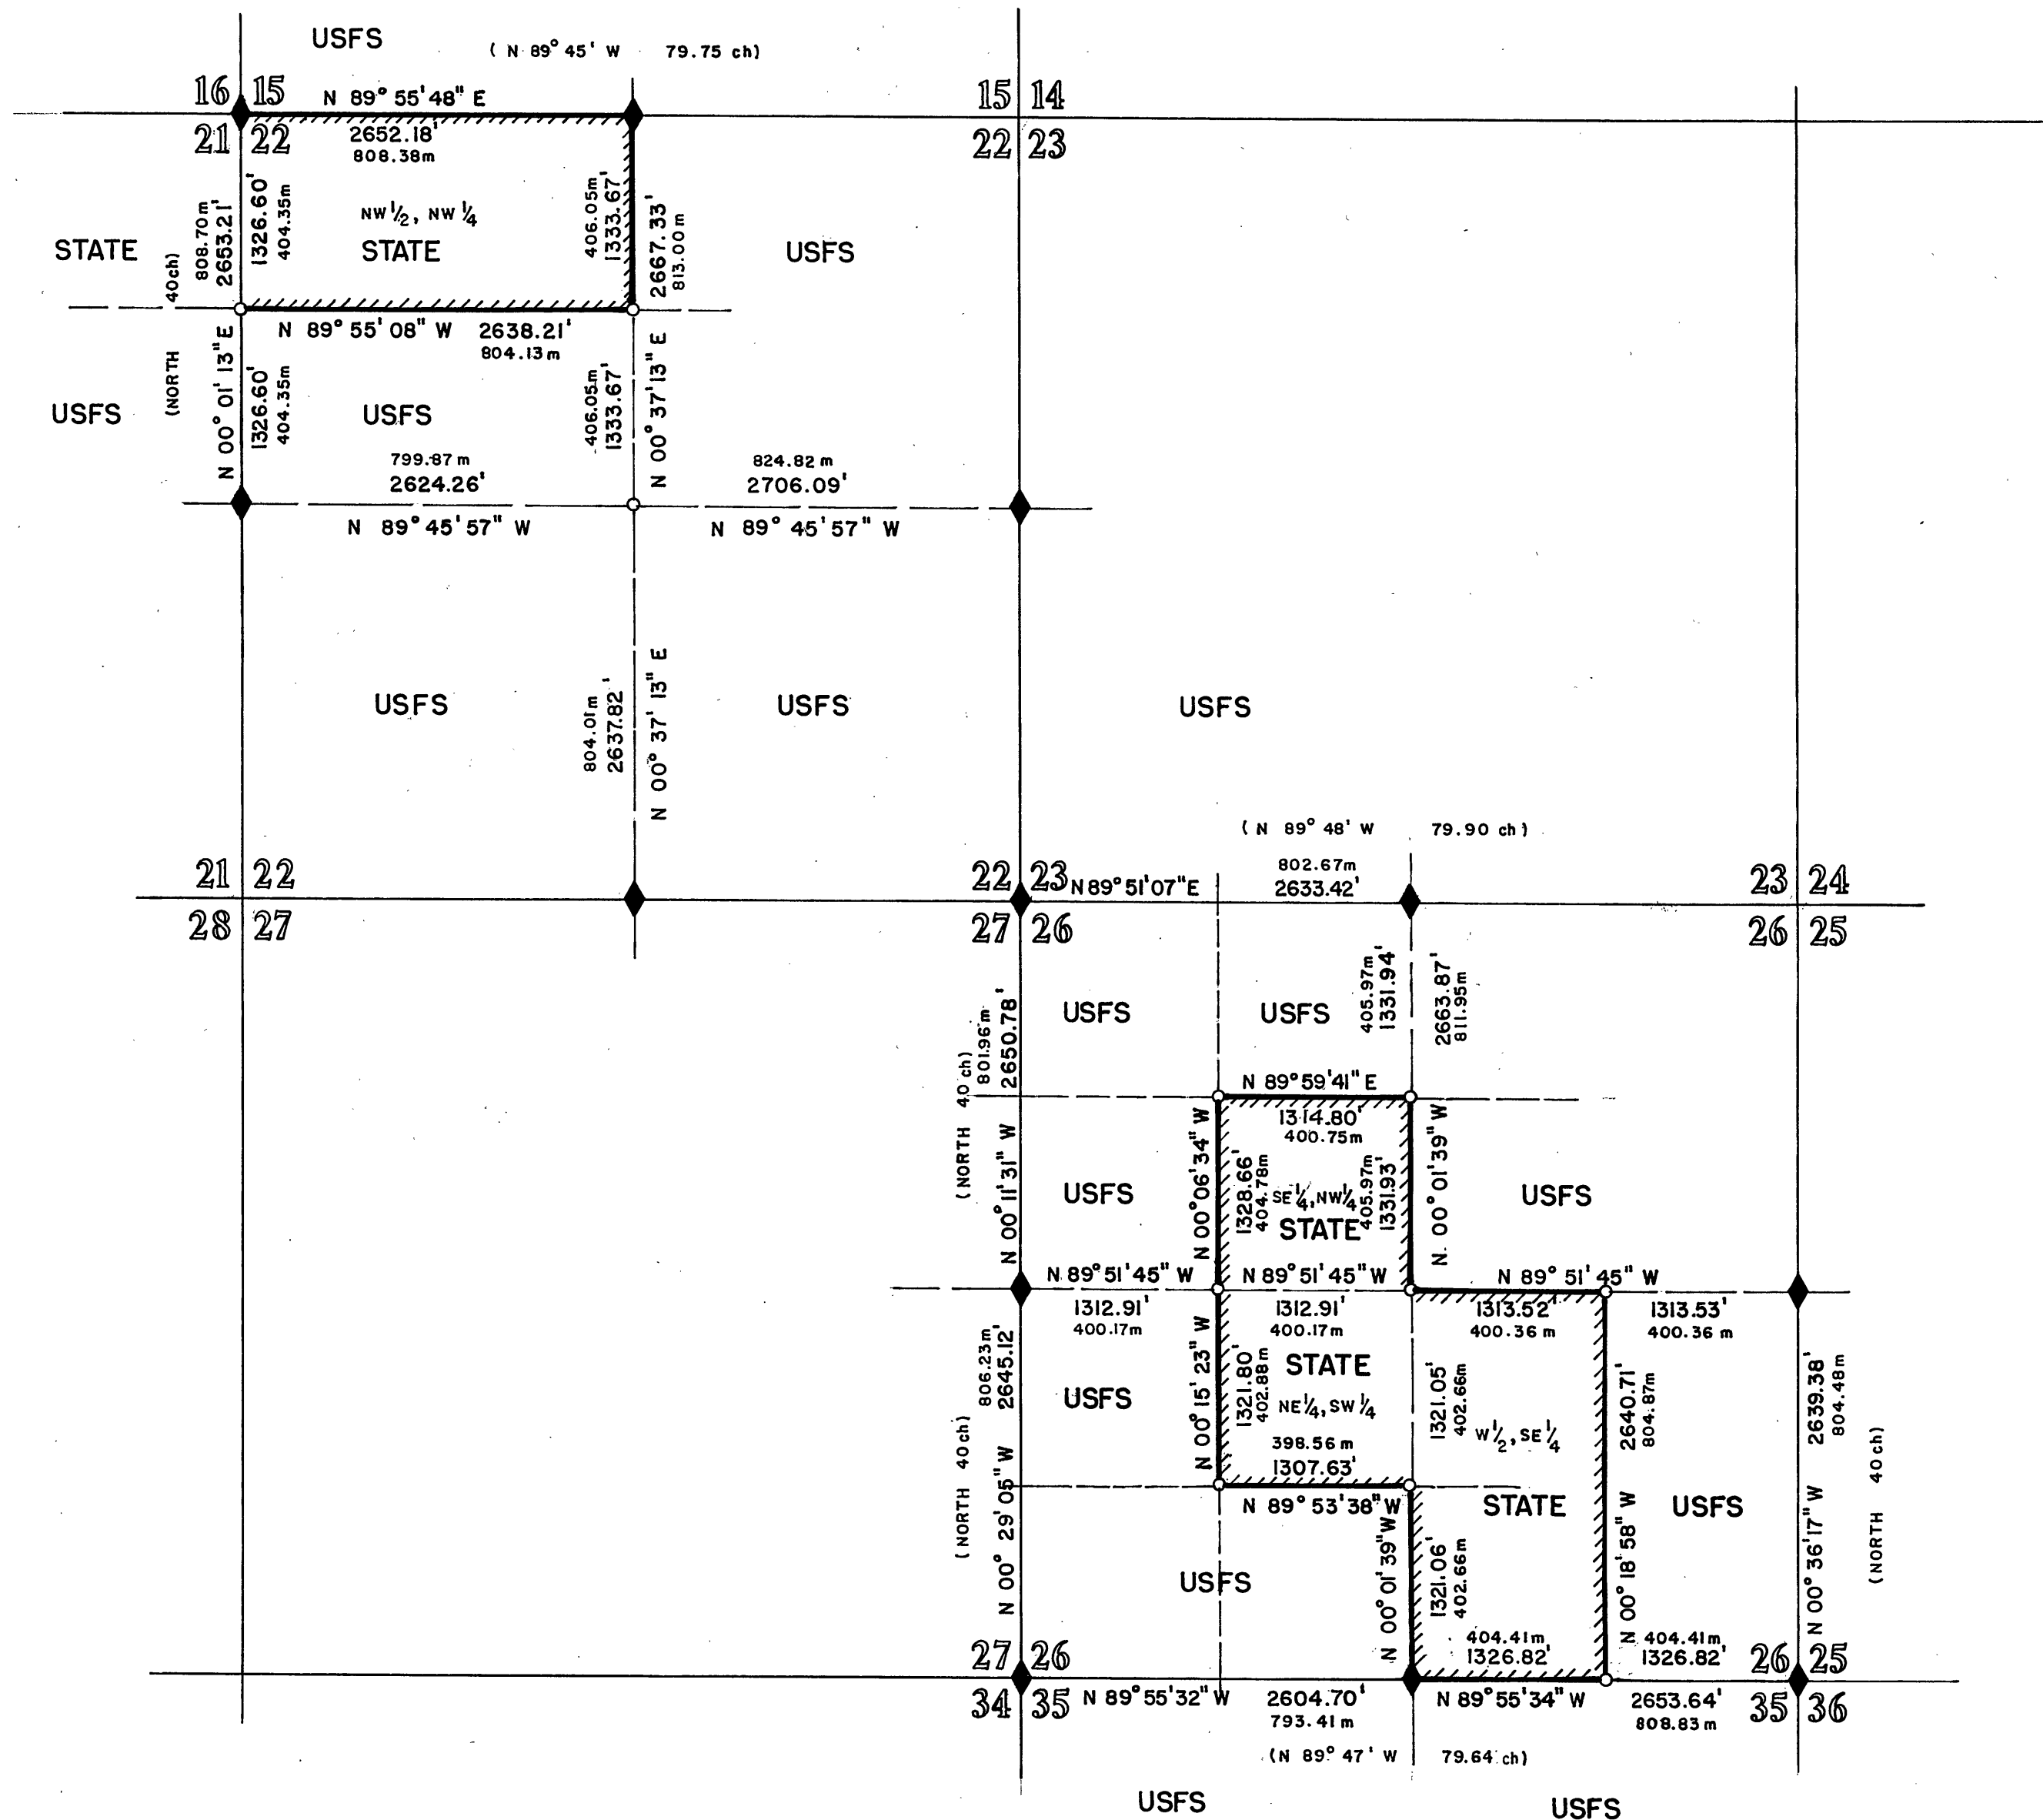 USFS
( N 89° 45' W 79.75 ch)
16 15
N 89° 55' 48" E
15 14
21 22
2652.18'
808.38m
22 23
808.70m
2653.21'
1326.60'
404.35m
NW 1/2, NW 1/4
406.05m
1333.67'
2667.33'
813.00m
STATE
STATE
USFS
(NORTH 40ch)
N 89° 55' 08" W 2638.21'
804.13m
N 00° 01' 13" E
1326.60'
404.35m
USFS
USFS
406.05m
1333.67'
N 00° 37' 13" E
799.87 m
2624.26'
824.82 m
2706.09'
N 89° 45' 57" W
N 89° 45' 57" W
USFS
804.01m
2637.82'
N 00° 37' 13" E
USFS
USFS
( N 89° 48' W 79.90 ch)
802.67m
21 22
22 23
N 89° 51' 07" E
2633.42'
23 24
28 27
27 26
26 25
801.96 m
2650.78'
USFS
USFS
405.97m
1331.94'
2663.87'
811.95m
(NORTH 40 ch)
N 00° 11' 31" W
N 89° 59' 41" E
1314.80'
400.75m
N 00° 06' 34" W
1328.66'
404.78m
USFS
SE 1/4, NW 1/4
STATE
405.97m
1331.93'
N 00° 01' 39" W
USFS
N 89° 51' 45" W
N 89° 51' 45" W
N 89° 51' 45" W
1312.91'
400.17m
1312.91'
400.17m
1313.52'
400.36 m
1313.53'
400.36 m
806.23m
2645.12'
N 00° 15' 23" W
1321.80'
402.88m
STATE
USFS
NE 1/4, SW 1/4
1321.05'
402.66m
W 1/2, SE 1/4
2640.71'
804.87m
2639.38'
804.48m
398.56 m
1307.63'
(NORTH 40ch)
N 00° 29' 05" W
N 89° 53' 38" W
STATE
USFS
(NORTH 40ch)
N 00° 01' 39" W
1321.06'
402.66m
N 00° 18' 58" W
N 00° 36' 17" W
USFS
404.41m
1326.82'
404.41m
1326.82'
27 26
26 25
34 35
N 89° 55' 32" W
2604.70'
793.41 m
N 89° 55' 34" W
2653.64'
808.83 m
35 36
(N 89° 47' W 79.64 ch)
USFS
USFS